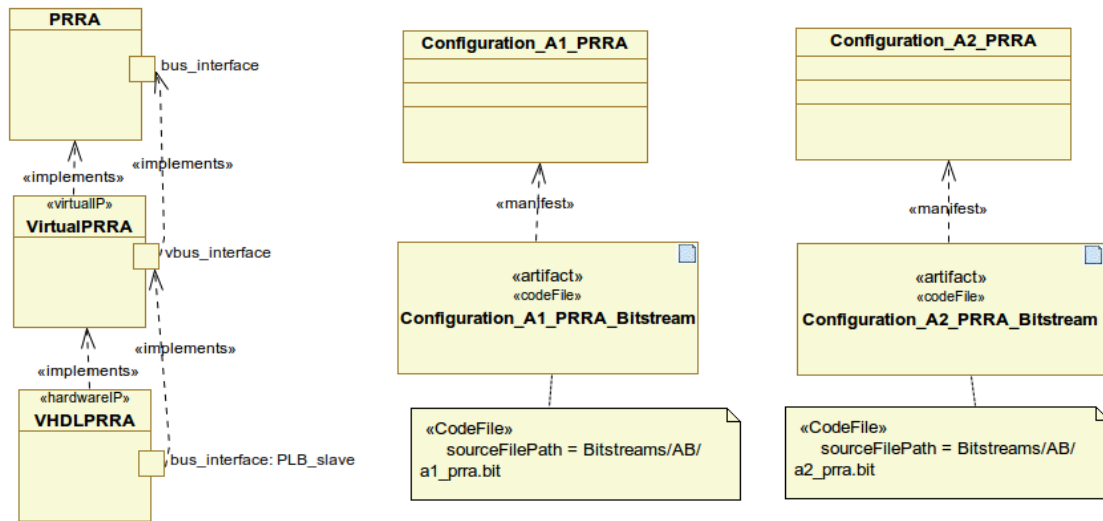 PRRA
bus_interface
«implements»
«implements»
«virtualIP»
VirtualPRRA
vbus_interface
«implements»
«implements»
«hardwareIP»
VHDLPRRA
bus_interface: PLB_slave
Configuration_A1_PRRA
«manifest»
«artifact»
«codeFile»
Configuration_A1_PRRA_Bitstream
«CodeFile»
sourceFilePath = Bitstreams/AB/
a1_prra.bit
Configuration_A2_PRRA
«manifest»
«artifact»
«codeFile»
Configuration_A2_PRRA_Bitstream
«CodeFile»
sourceFilePath = Bitstreams/AB/
a2_prra.bit